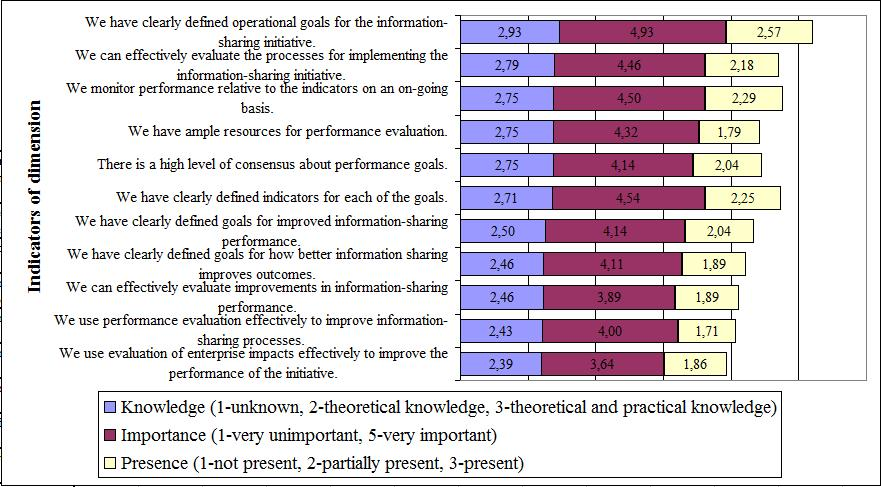 Indicators of dimension
We have clearly defined operational goals for the information-
sharing initiative.
2,93 4,93 2,57
We can effectively evaluate the processes for implementing the
information-sharing initiative.
2,79 4,46 2,18
We monitor performance relative to the indicators on an on-going
basis.
2,75 4,50 2,29
We have ample resources for performance evaluation.
2,75 4,32 1,79
There is a high level of consensus about performance goals.
2,75 4,14 2,04
We have clearly defined indicators for each of the goals.
2,71 4,54 2,25
We have clearly defined goals for improved information-sharing
performance.
2,50 4,14 2,04
We have clearly defined goals for how better information sharing
improves outcomes.
2,46 4,11 1,89
We can effectively evaluate improvements in information-sharing
performance.
2,46 3,89 1,89
We use performance evaluation effectively to improve information-
sharing processes.
2,43 4,00 1,71
We use evaluation of enterprise impacts effectively to improve the
performance of the initiative.
2,39 3,64 1,86
Knowledge (1-unknown, 2-theoretical knowledge, 3-theoretical and practical knowledge)
Importance (1-very unimportant, 5-very important)
Presence (1-not present, 2-partially present, 3-present)